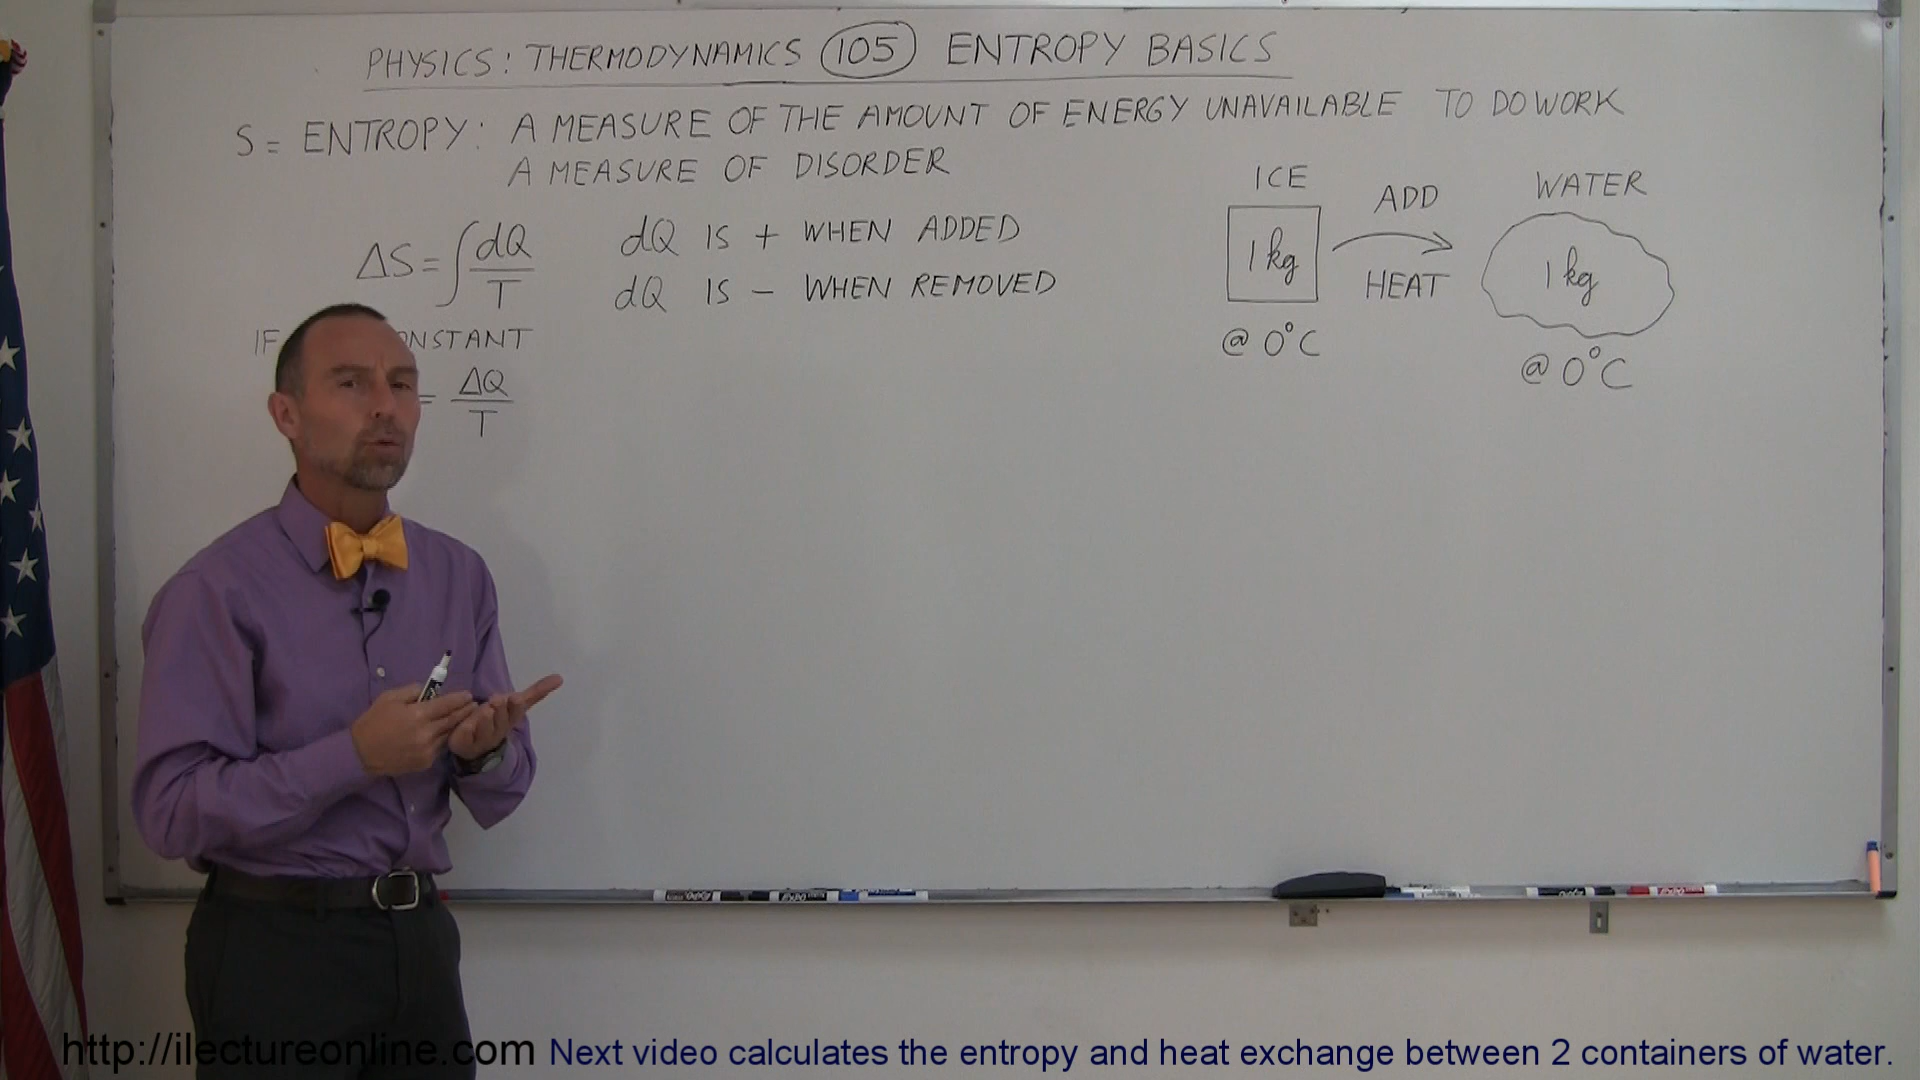 PHYSICS: THERMODYNAMICS 105 ENTROPY BASICS
S = ENTROPY: A MEASURE OF THE AMOUNT OF ENERGY UNAVAILABLE TO DO WORK
A MEASURE OF DISORDER
ΔS = ∫ dQ/T
dQ IS + WHEN ADDED
dQ IS – WHEN REMOVED
IF ONSTANT
= ΔQ/T
ICE
1 kg
@ 0°C
ADD
HEAT
WATER
1 kg
@ 0°C
http://ilectureonline.com Next video calculates the entropy and heat exchange between 2 containers of water.